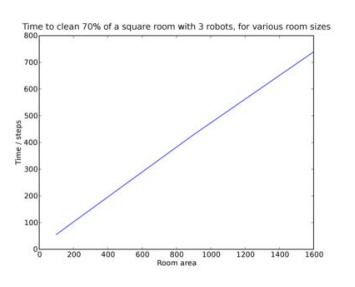 Time to clean 70% of a square room with 3 robots, for various room sizes
800
700
600
500
400
300
200
100
0
Time / steps
0 200 400 600 800 1000 1200 1400 1600
Room area